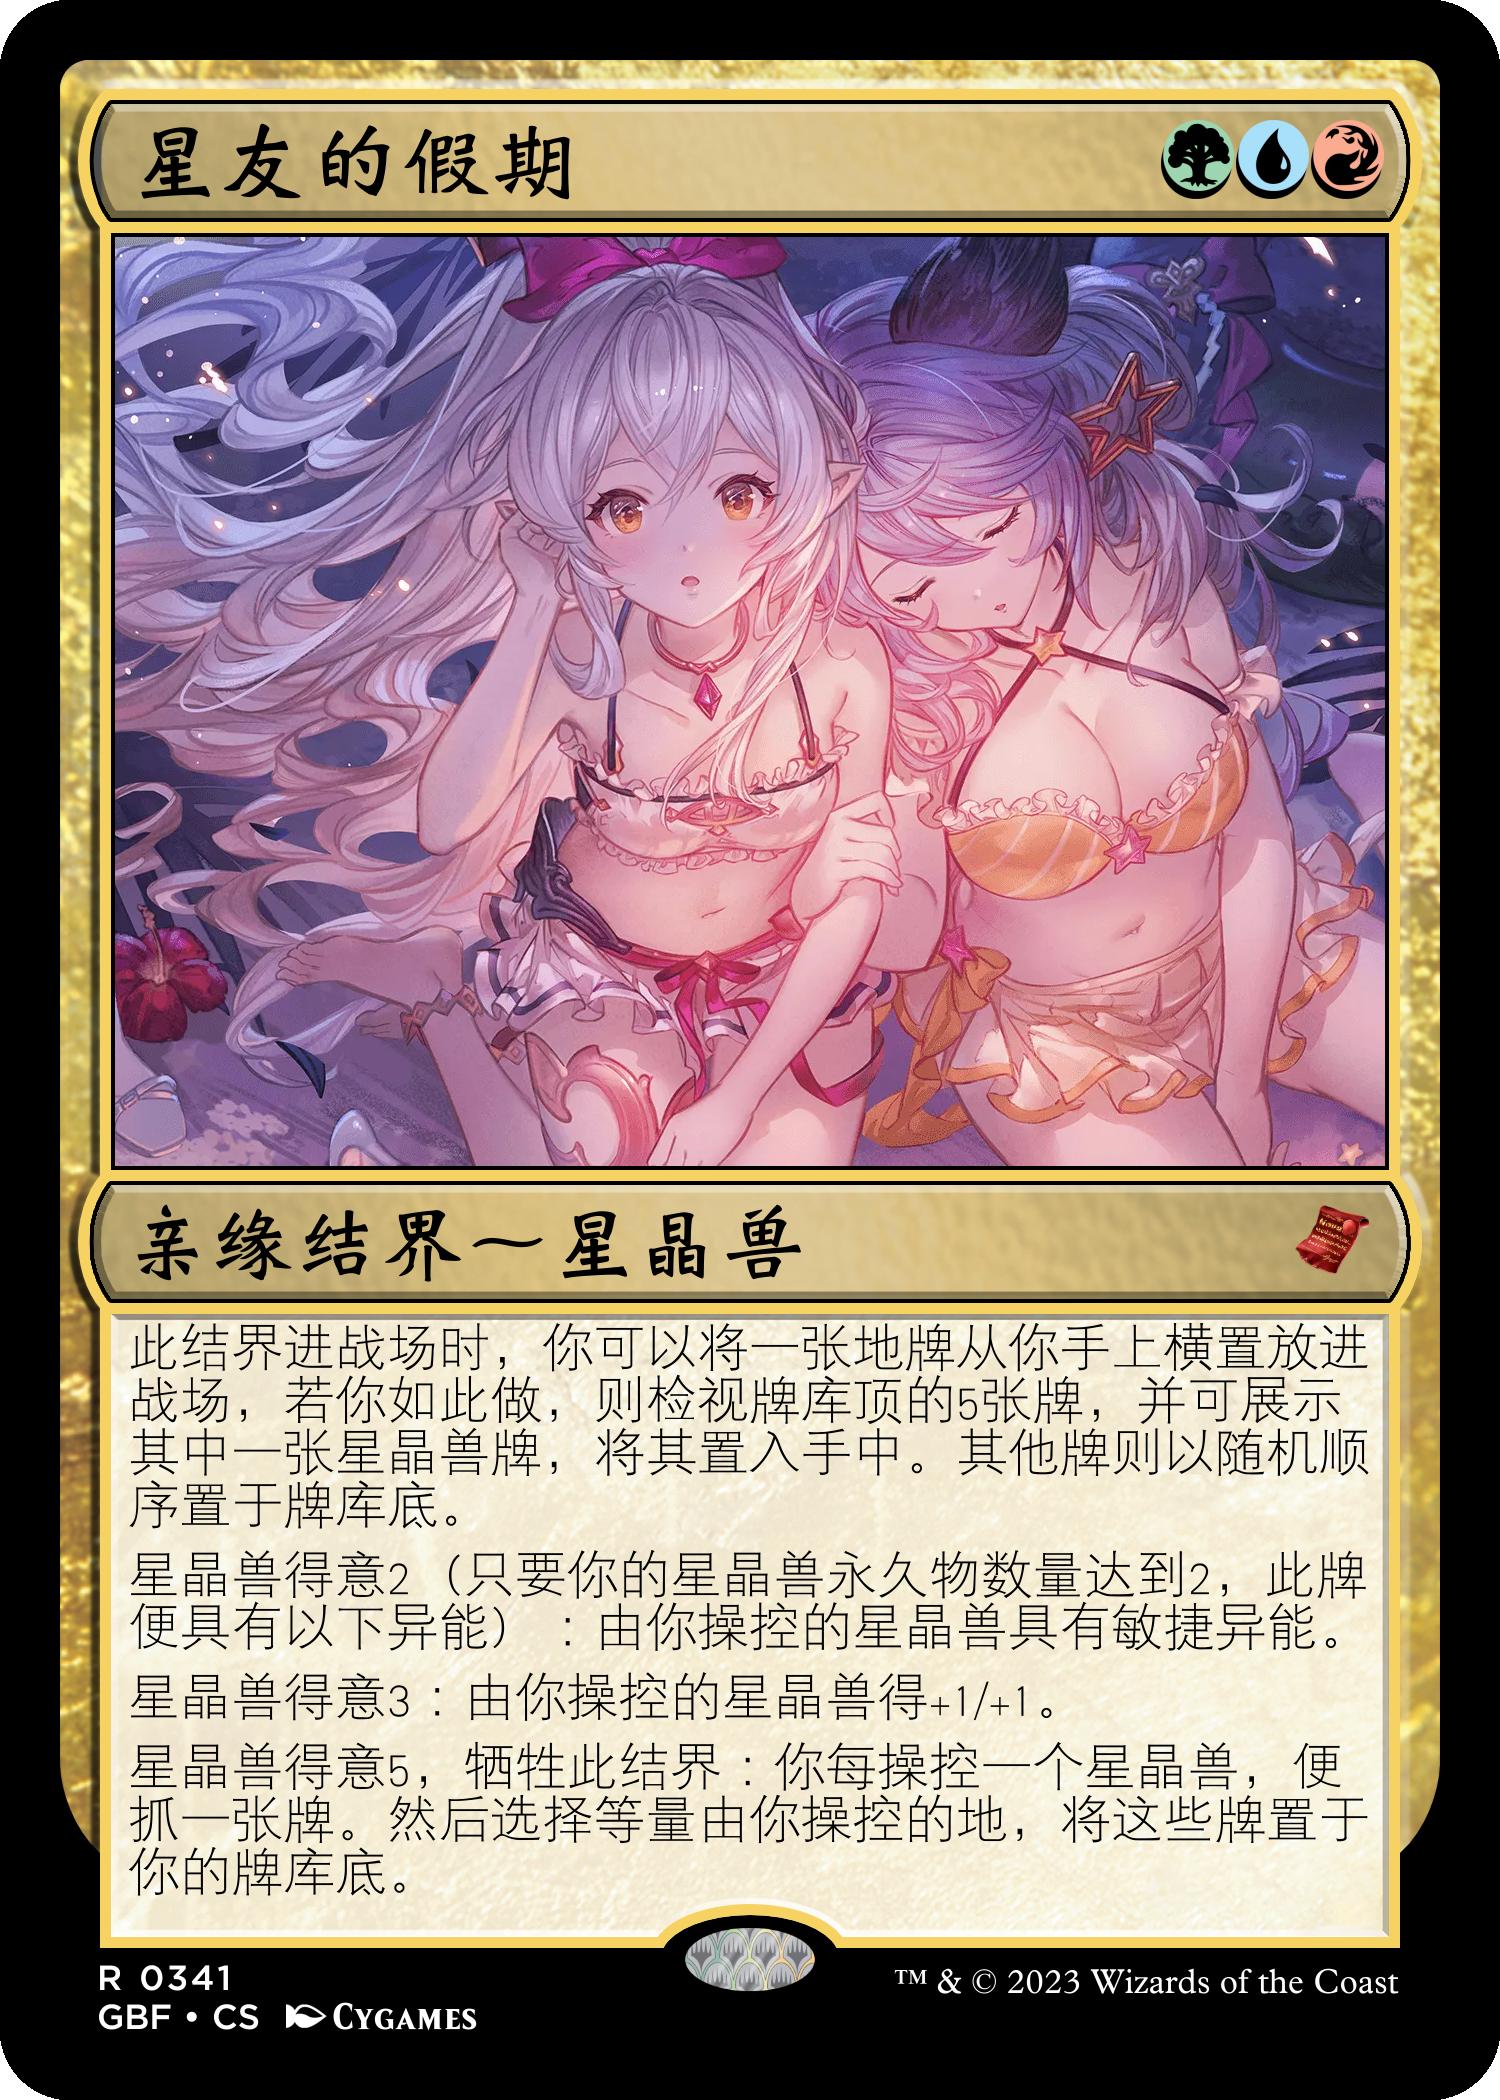 星友的假期
亲缘结界～星晶兽
此结界进战场时，你可以将一张地牌从你手上横置放进
战场，若你如此做，则检视牌库顶的5张牌，并可展示
其中一张星晶兽牌，将其置入手中。其他牌则以随机顺
序置于牌库底。
星晶兽得意2（只要你的星晶兽永久物数量达到2，此牌
便具有以下异能）：由你操控的星晶兽具有敏捷异能。
星晶兽得意3：由你操控的星晶兽得+1/+1。
星晶兽得意5，牺牲此结界：你每操控一个星晶兽，便
抓一张牌。然后选择等量由你操控的地，将这些牌置于
你的牌库底。
R 0341
™ & © 2023 Wizards of the Coast
GBF • CS CYGAMES